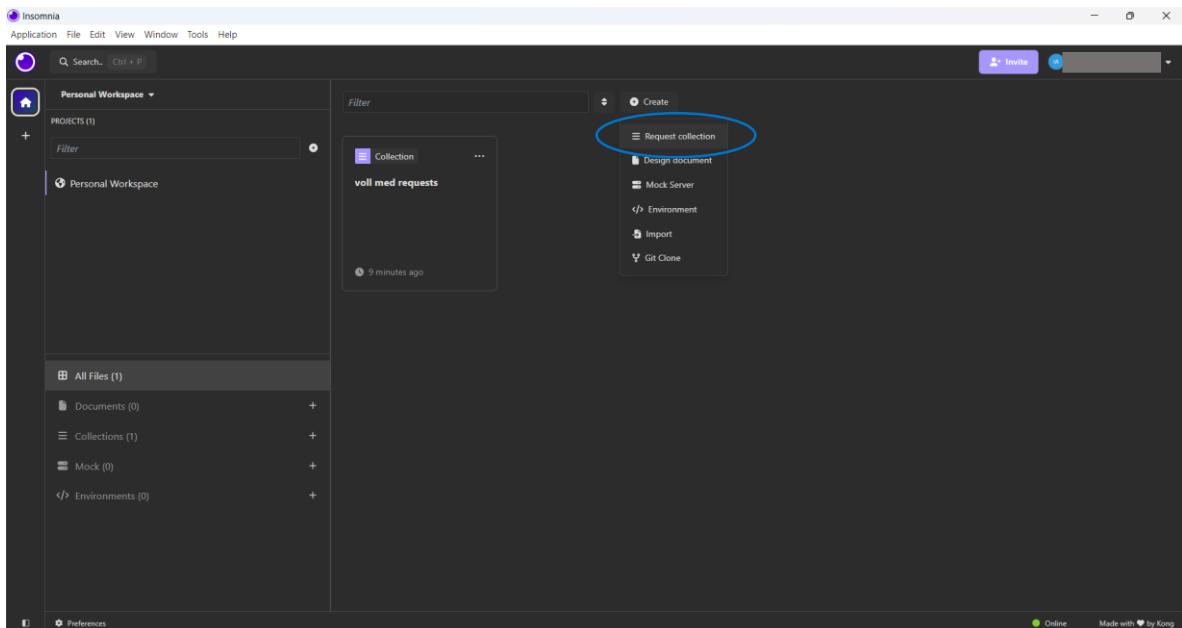 Insomnia
Application File Edit View Window Tools Help
Search.. Ctrl + P
Invite
Personal Workspace
PROJECTS (1)
Filter
Personal Workspace
All Files (1)
Documents (0)
Collections (1)
Mock (0)
Environments (0)
Filter
Create
Collection
voll med requests
9 minutes ago
Request collection
Design document
Mock Server
</> Environment
Import
Git Clone
Preferences
Online
Made with ♥ by Kong